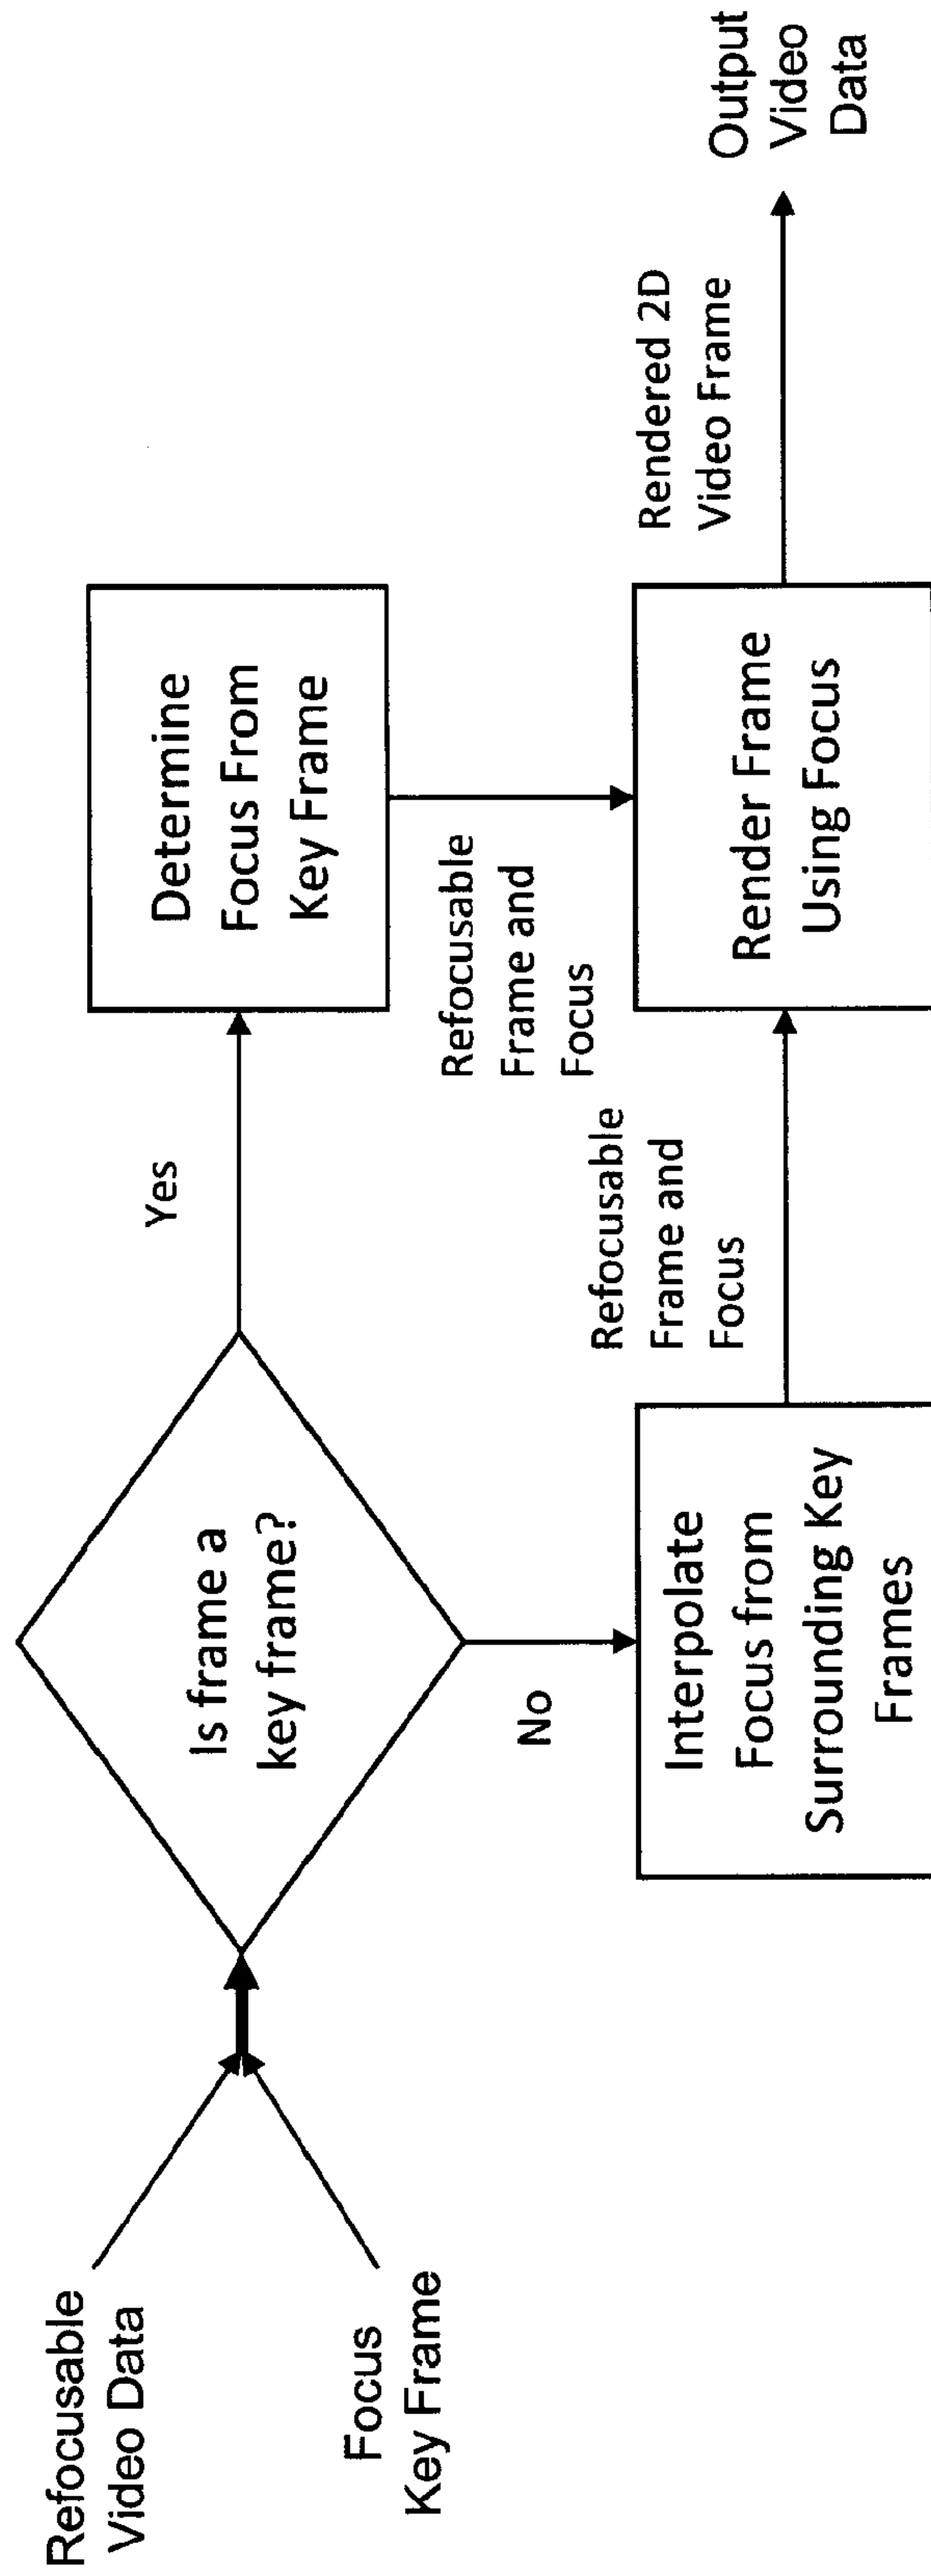 Refocusable
Video Data
Focus
Key Frame
Is frame a
key frame?
Yes
No
Determine
Focus From
Key Frame
Interpolate
Focus from
Surrounding Key
Frames
Refocusable
Frame and
Focus
Refocusable
Frame and
Focus
Render Frame
Using Focus
Rendered 2D
Video Frame
Output
Video
Data